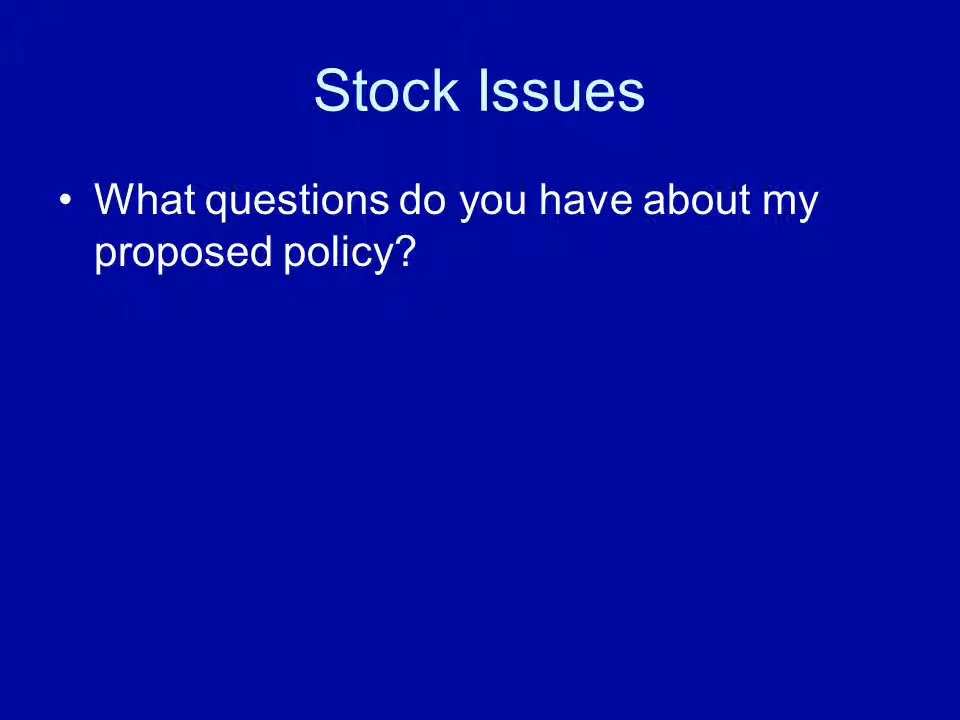 Stock Issues
• What questions do you have about my
proposed policy?